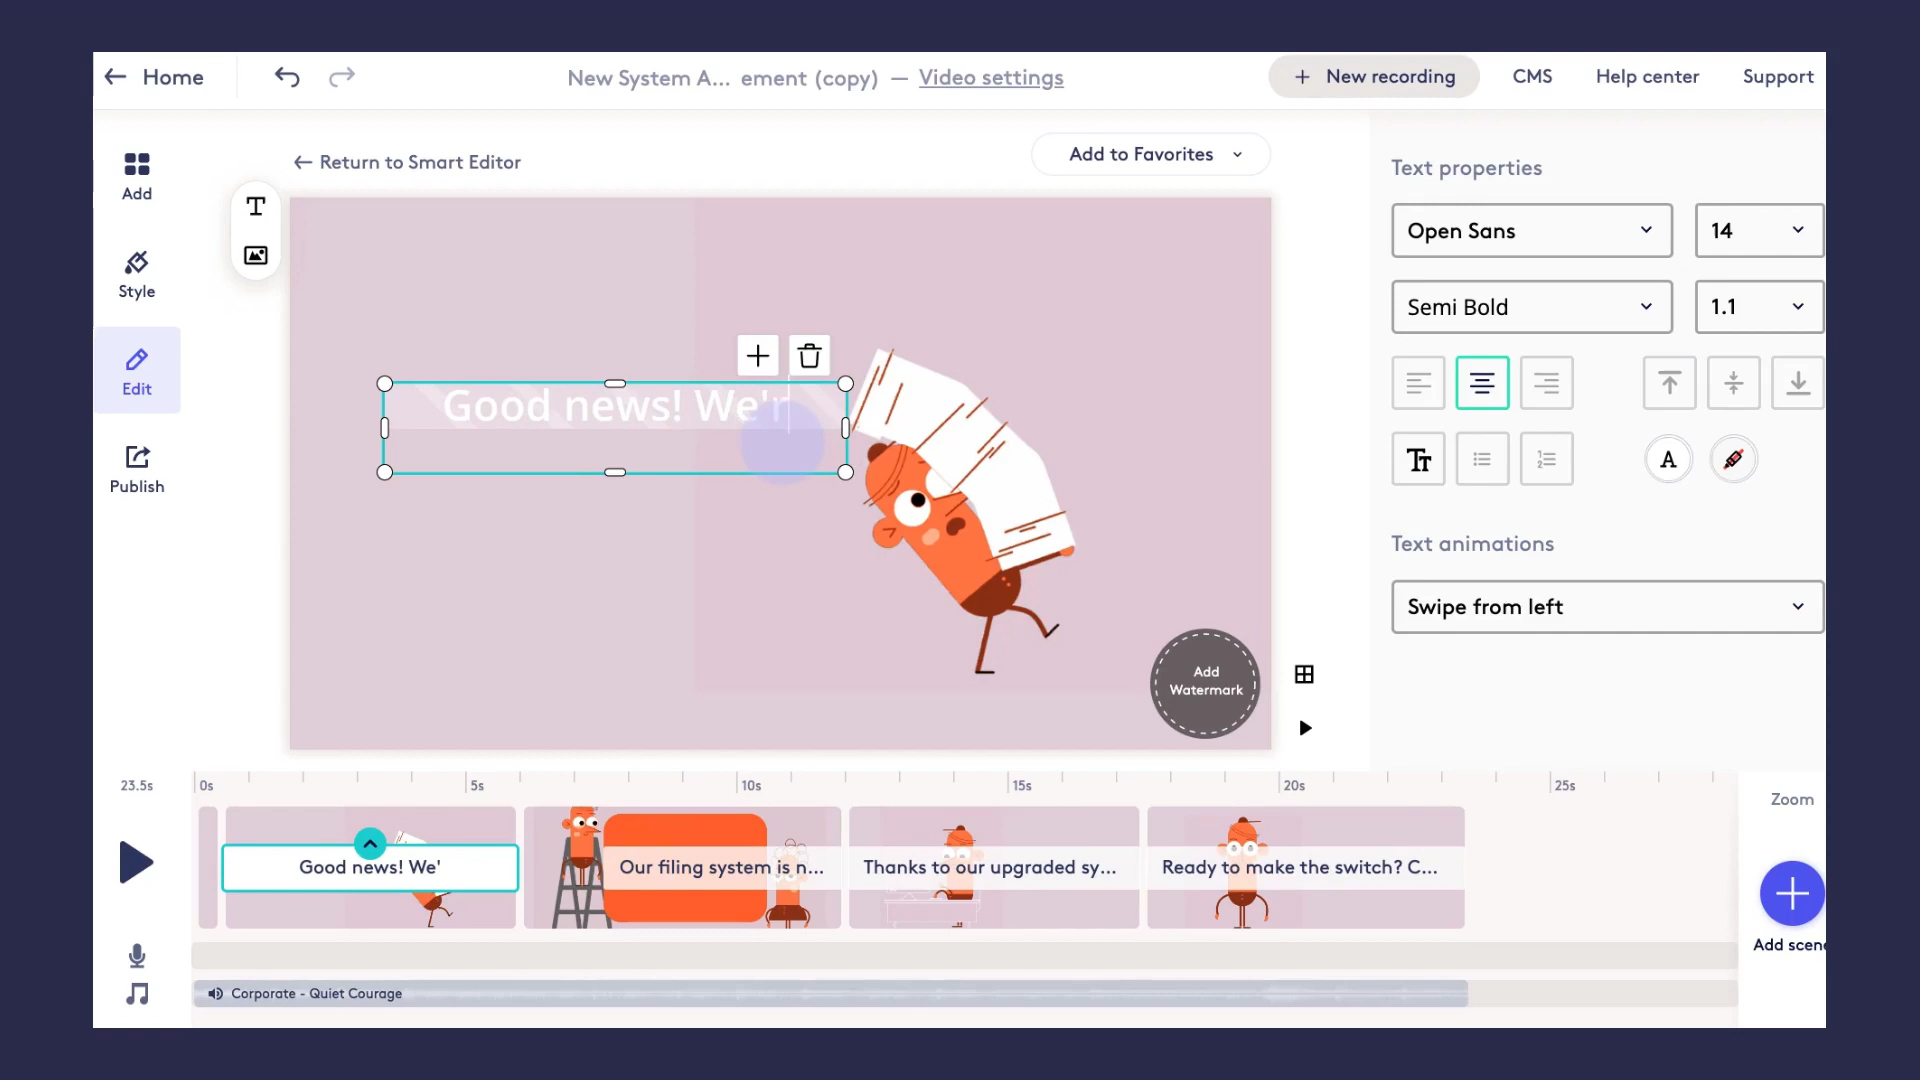 Home
New System A... ement (copy) — Video settings
+ New recording
CMS
Help center
Support
Add
Style
Edit
Publish
← Return to Smart Editor
Add to Favorites
T
Good news! We'r
Add
Watermark
Text properties
Open Sans
14
Semi Bold
1.1
Tt
A
Text animations
Swipe from left
23.5s
0s
5s
10s
15s
20s
25s
Zoom
Good news! We'
Our filing system is n...
Thanks to our upgraded sy...
Ready to make the switch? C...
Add scene
Corporate - Quiet Courage